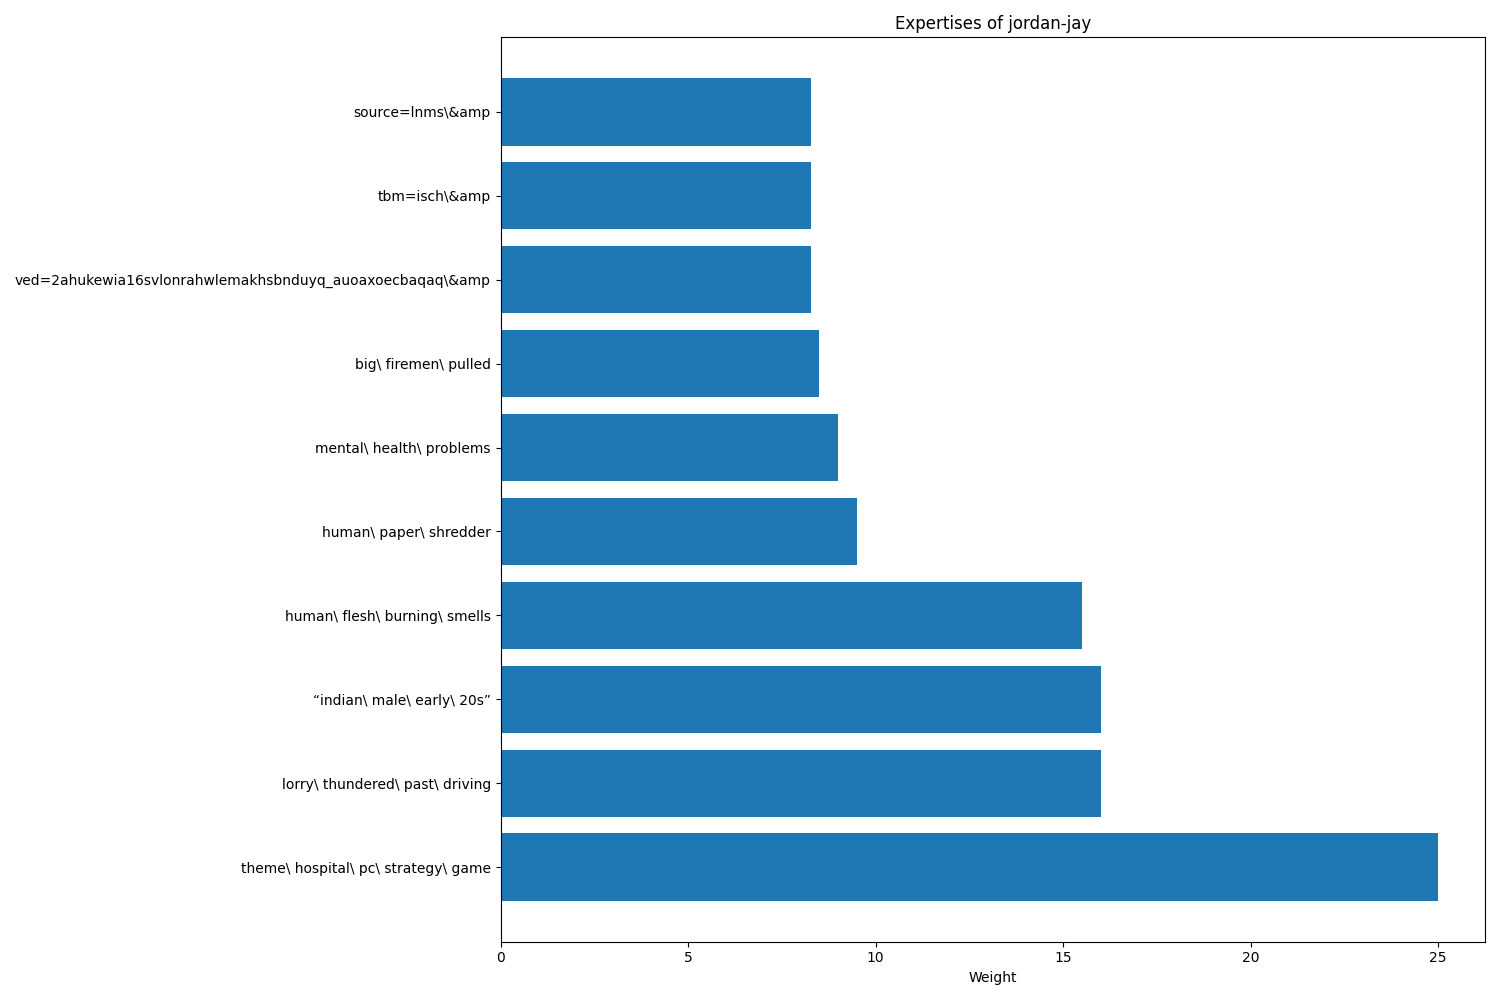 Expertises of jordan-jay
source=lnms\&amp
tbm=isch\&amp
ved=2ahukewia16svlonrahwlemakhsbnduyq_auoaxoecbaqaq\&amp
big\ firemen\ pulled
mental\ health\ problems
human\ paper\ shredder
human\ flesh\ burning\ smells
“indian\ male\ early\ 20s”
lorry\ thundered\ past\ driving
theme\ hospital\ pc\ strategy\ game
0 5 10 15 20 25
Weight